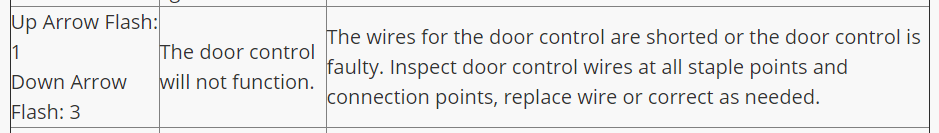 Up Arrow Flash:
1
Down Arrow
Flash: 3
The door control
will not function.
The wires for the door control are shorted or the door control is
faulty. Inspect door control wires at all staple points and
connection points, replace wire or correct as needed.